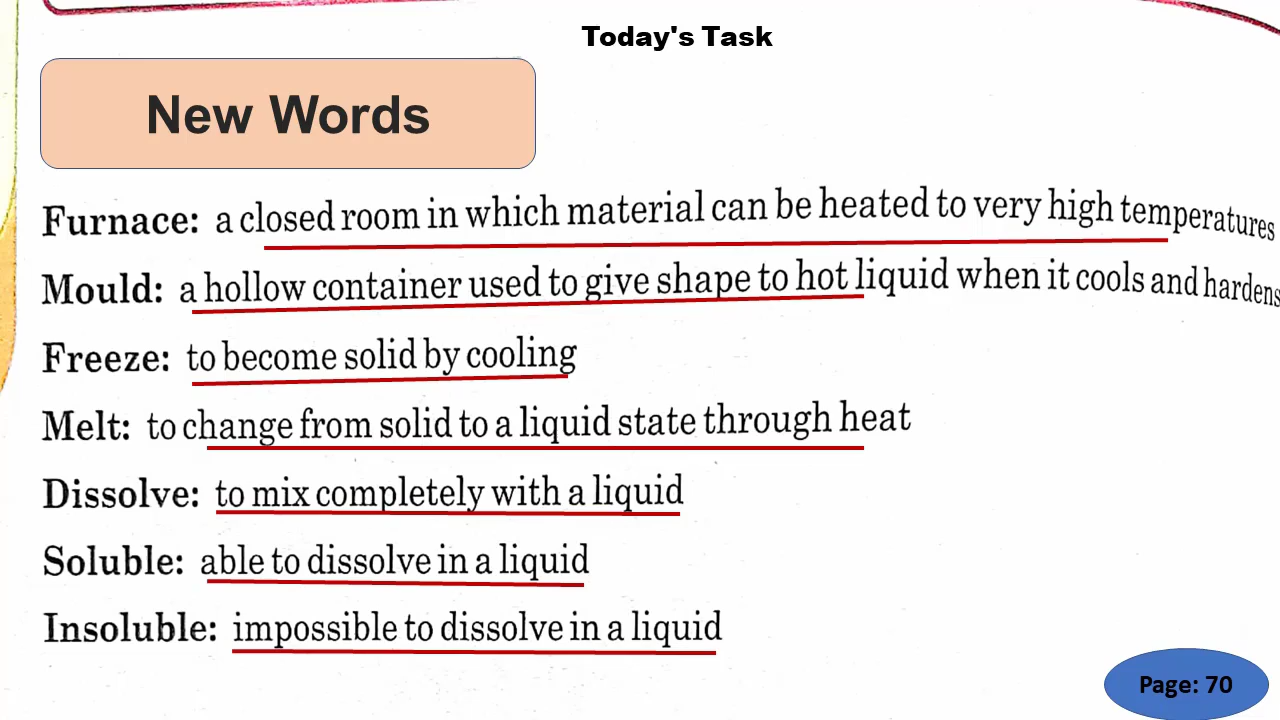 Today's Task
New Words
Furnace: a closed room in which material can be heated to very high temperatures
Mould: a hollow container used to give shape to hot liquid when it cools and hardens
Freeze: to become solid by cooling
Melt: to change from solid to a liquid state through heat
Dissolve: to mix completely with a liquid
Soluble: able to dissolve in a liquid
Insoluble: impossible to dissolve in a liquid
Page: 70